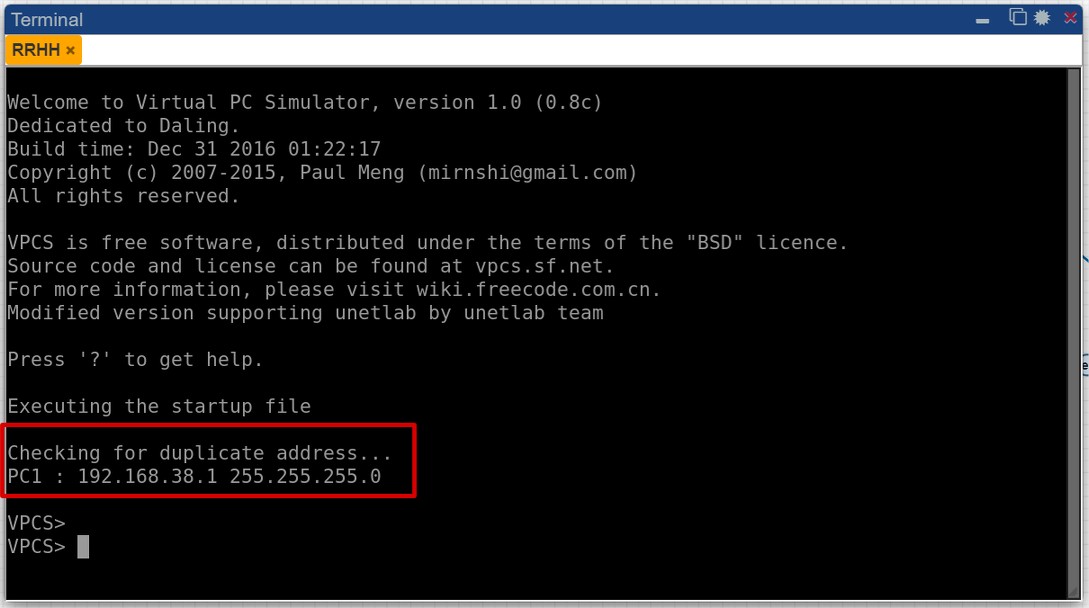 Terminal
RRHH ×
Welcome to Virtual PC Simulator, version 1.0 (0.8c)
Dedicated to Daling.
Build time: Dec 31 2016 01:22:17
Copyright (c) 2007-2015, Paul Meng (mirnshi@gmail.com)
All rights reserved.
VPCS is free software, distributed under the terms of the "BSD" licence.
Source code and license can be found at vpcs.sf.net.
For more information, please visit wiki.freecode.com.cn.
Modified version supporting unetlab by unetlab team
Press '?' to get help.
Executing the startup file
Checking for duplicate address...
PC1 : 192.168.38.1 255.255.255.0
VPCS>
VPCS>